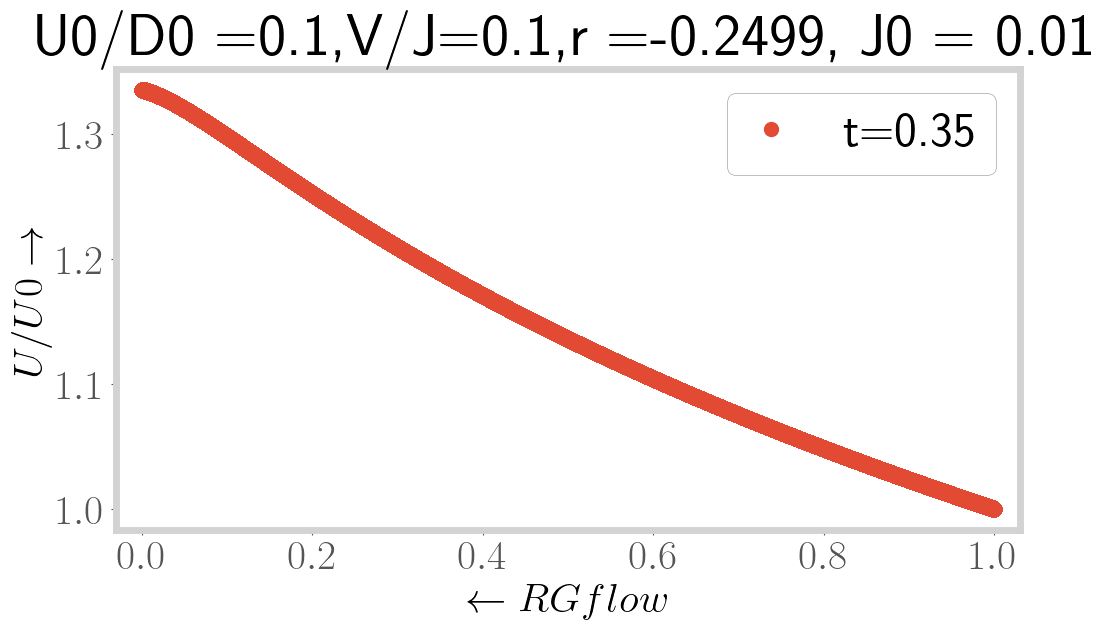 U0/D0 =0.1,V/J=0.1,r =-0.2499, J0 = 0.01
t=0.35
1.3
1.2
1.1
1.0
U/U0 →
0.0 0.2 0.4 0.6 0.8 1.0
← RGflow